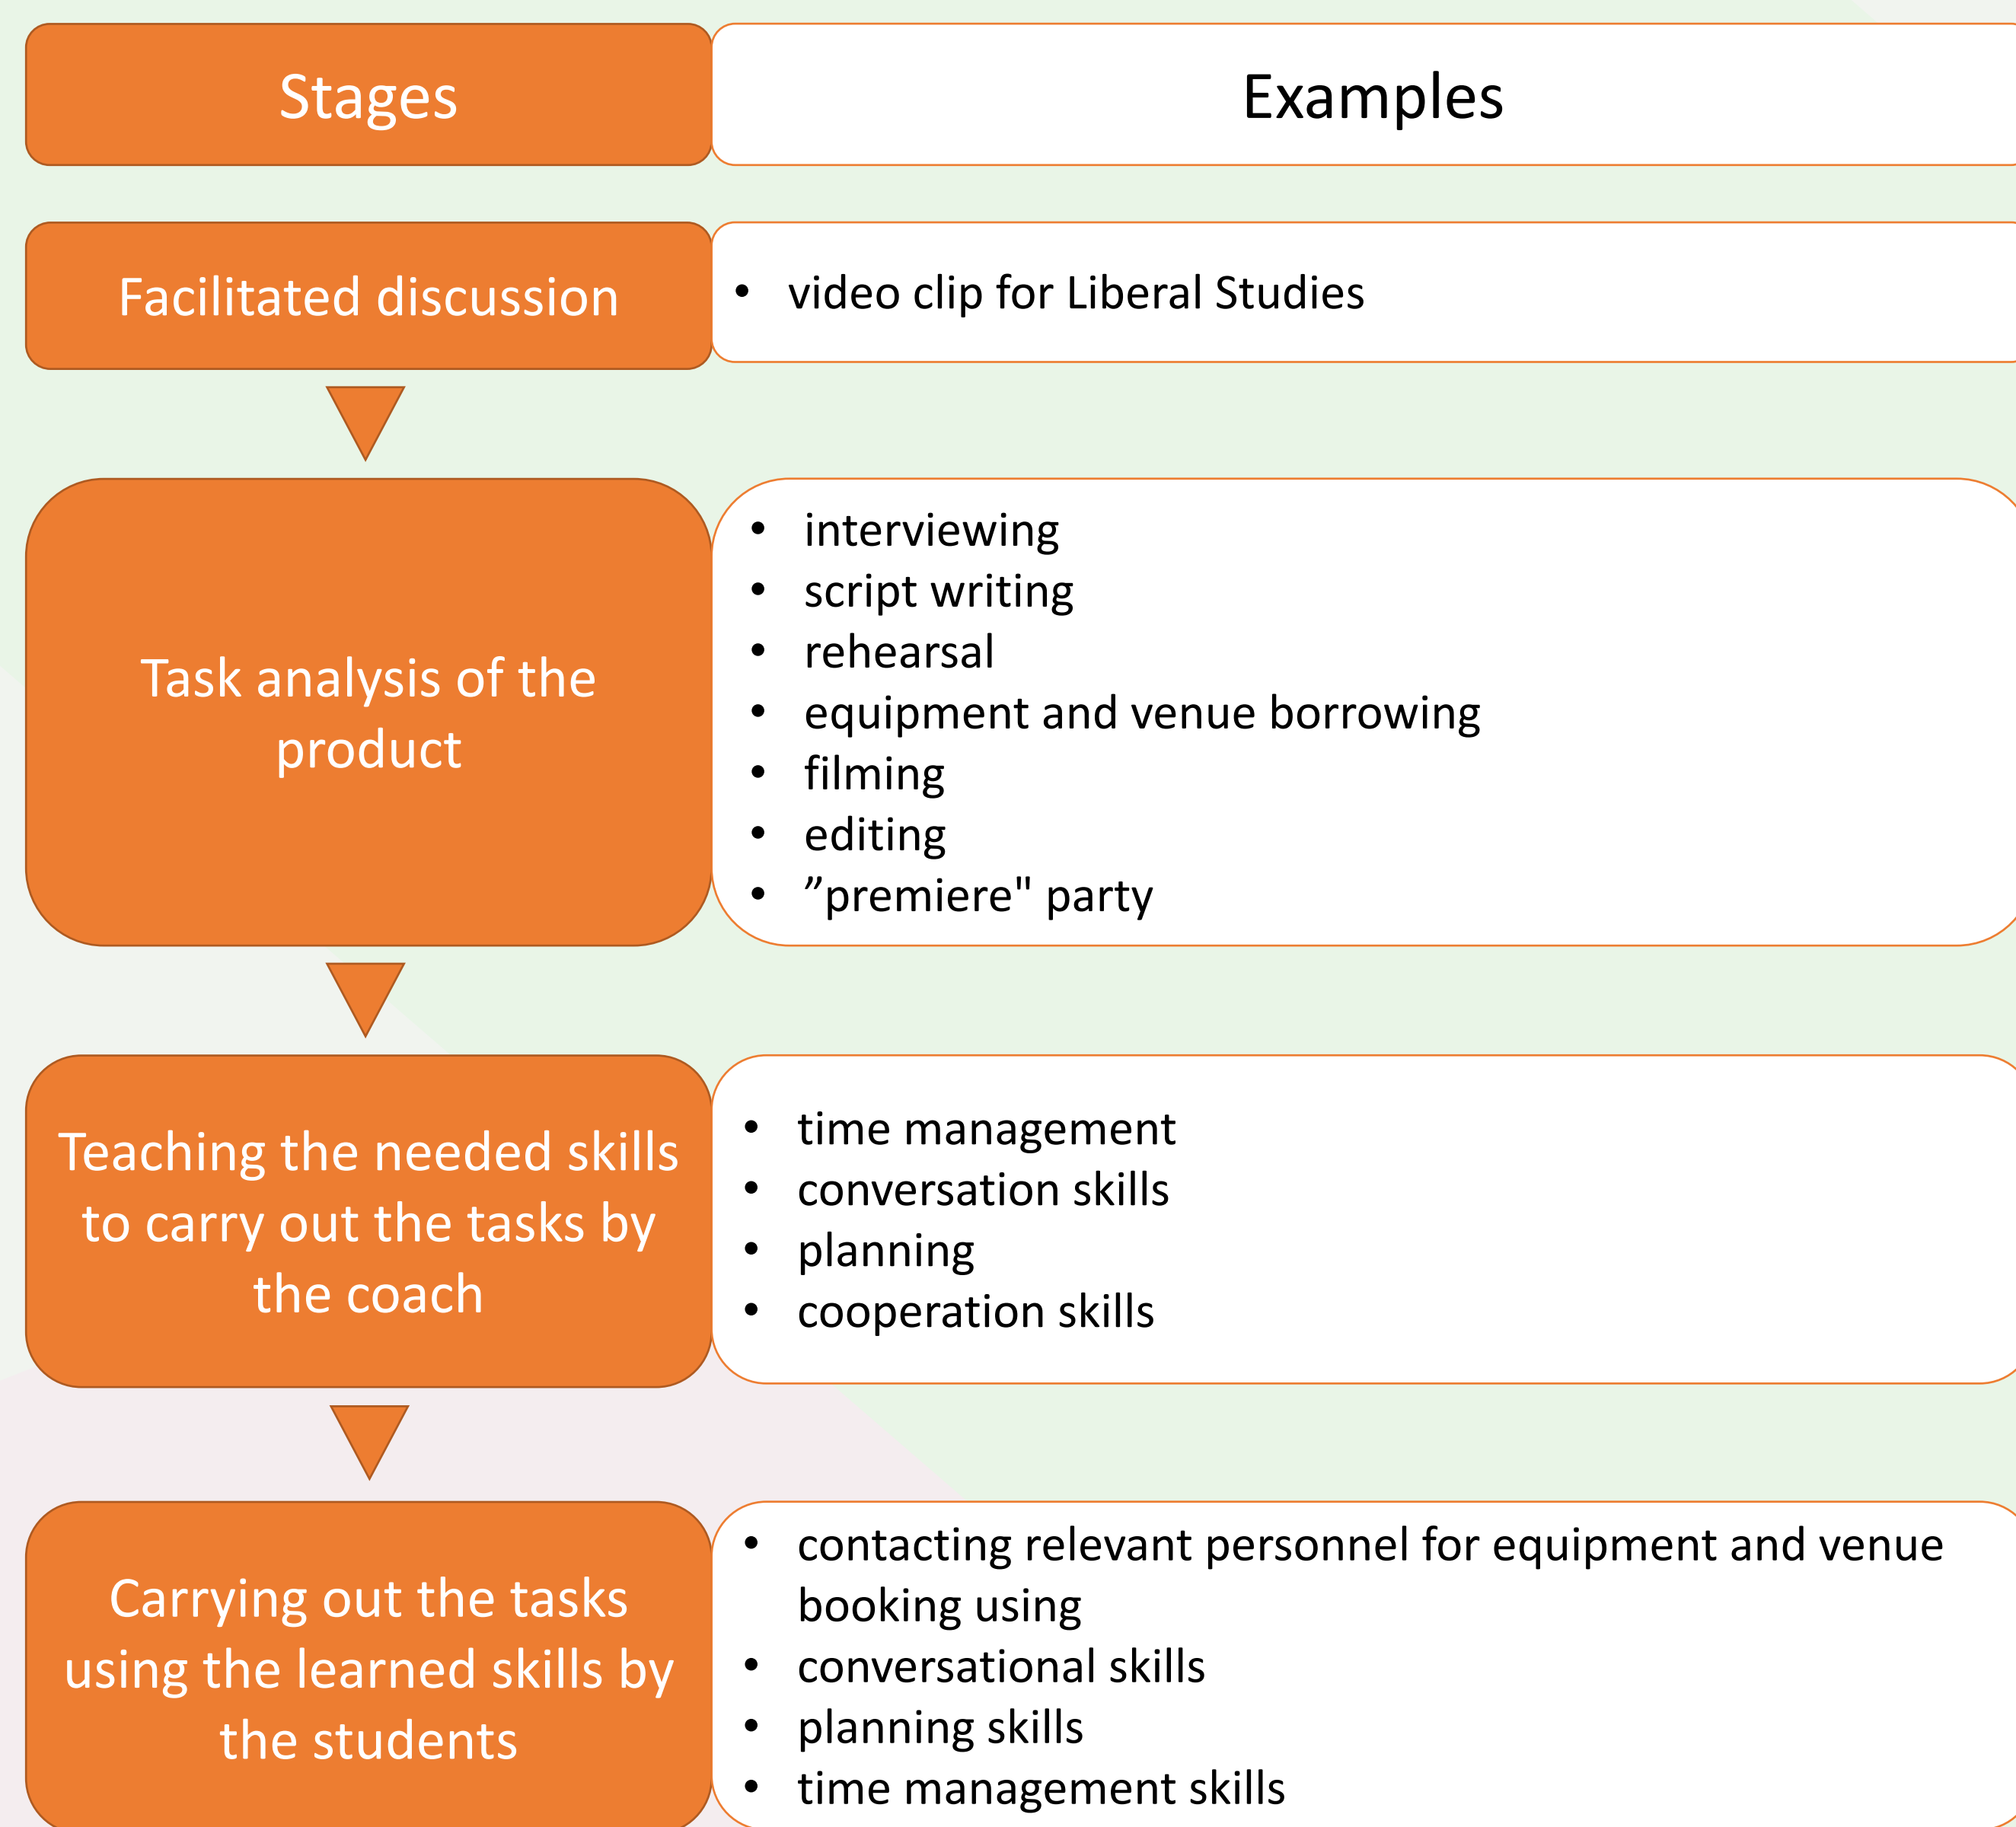 Stages
Examples
Facilitated discussion
• video clip for Liberal Studies
Task analysis of the
product
• interviewing
• script writing
• rehearsal
• equipment and venue borrowing
• filming
• editing
• ”premiere" party
Teaching the needed skills
to carry out the tasks by
the coach
• time management
• conversation skills
• planning
• cooperation skills
Carrying out the tasks
using the learned skills by
the students
• contacting relevant personnel for equipment and venue
booking using
• conversational skills
• planning skills
• time management skills